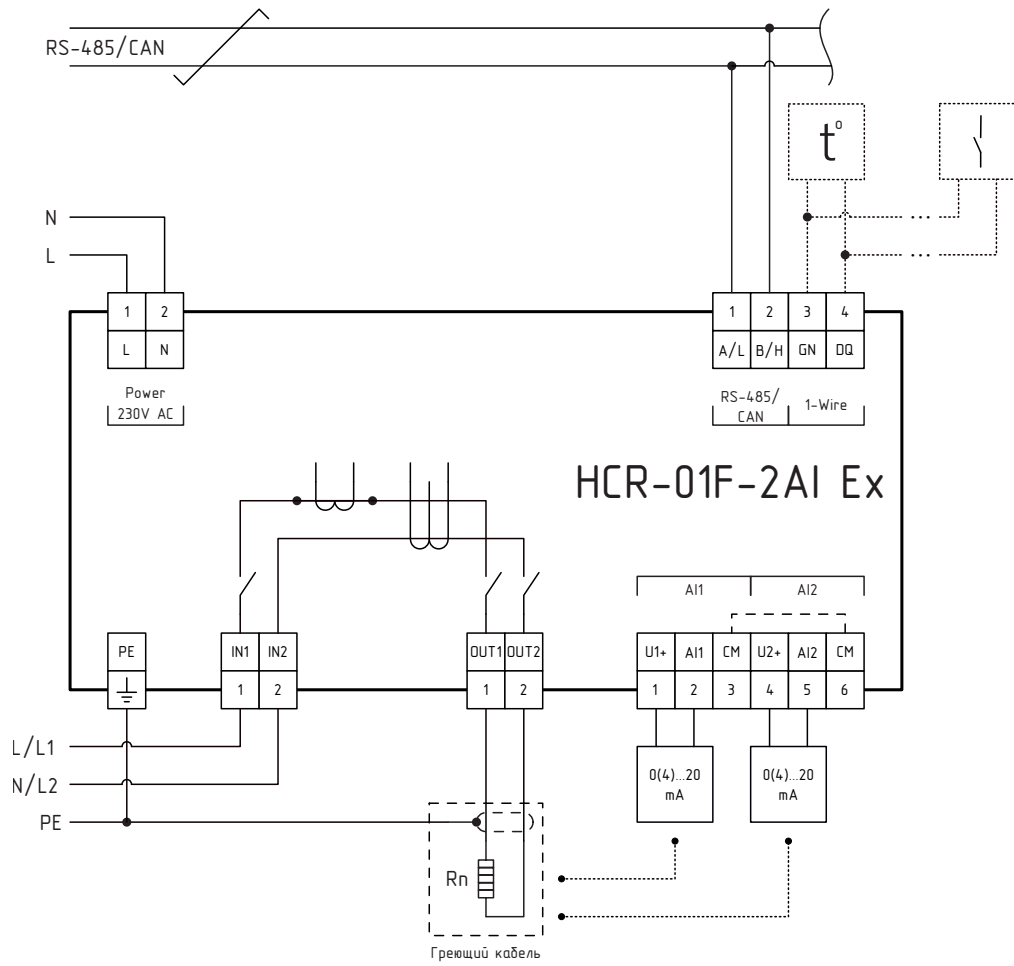 RS-485/CAN
t°
N
L
...
...
1 2
L N
Power
230V AC
1 2 3 4
A/L B/H GN DQ
RS-485/
CAN
1-Wire
HCR-01F-2AI Ex
AI1 AI2
PE
IN1 IN2
1 2
OUT1 OUT2
1 2
U1+ AI1 CM U2+ AI2 CM
1 2 3 4 5 6
L/L1
N/L2
PE
0(4)...20
mA
0(4)...20
mA
Rn
Греющий кабель